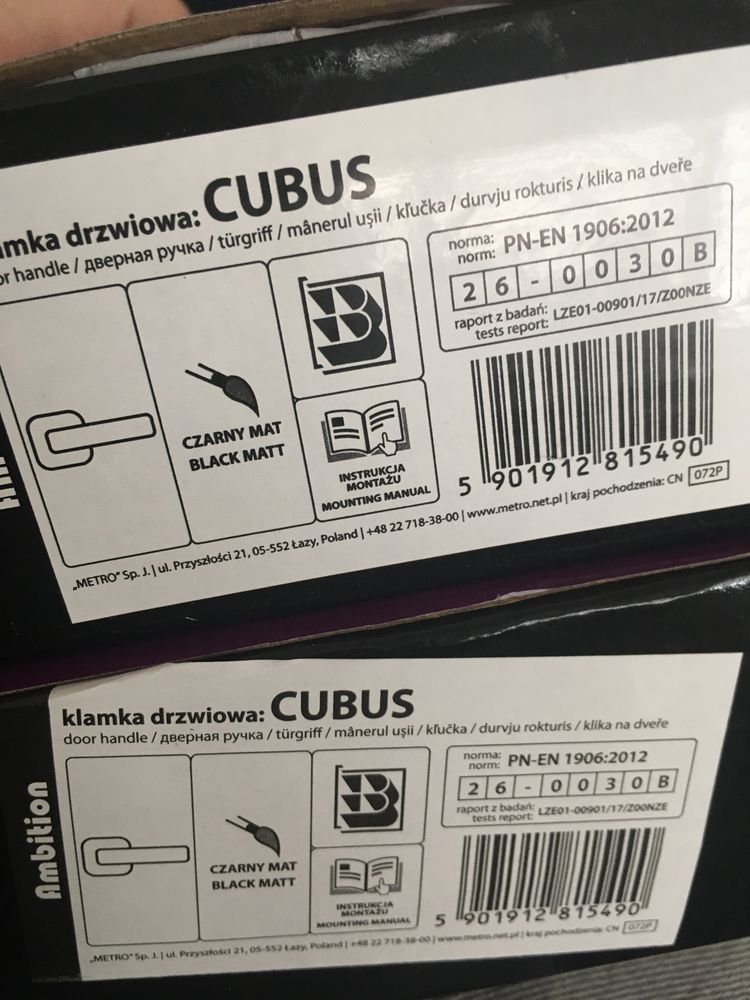 klamka drzwiowa: CUBUS
handle / дверная ручка / türgriff / mânerul uşii / kľučka / durvju rokturis / klika na dveře
norma: PN-EN 1906:2012
norm:
2 6 - 0 0 3 0 B
raport z badań: LZE01-00901/17/Z00NZE
tests report:
CZARNY MAT
BLACK MATT
INSTRUKCJA
MONTAŻU
MOUNTING MANUAL
5 901912 815490
„METRO" Sp. J. | ul. Przyszłości 21, 05-552 Łazy, Poland | +48 22 718-38-00 | www.metro.net.pl | kraj pochodzenia: CN 072P
Ambition
klamka drzwiowa: CUBUS
door handle / дверная ручка / türgriff / mânerul uşii / kľučka / durvju rokturis / klika na dveře
norma: PN-EN 1906:2012
norm:
2 6 - 0 0 3 0 B
raport z badań: LZE01-00901/17/Z00NZE
tests report:
CZARNY MAT
BLACK MATT
INSTRUKCJA
MONTAŻU
MOUNTING MANUAL
5 901912 815490
„METRO" Sp. J. | ul. Przyszłości 21, 05-552 Łazy, Poland | +48 22 718-38-00 | www.metro.net.pl | kraj pochodzenia: CN 072P